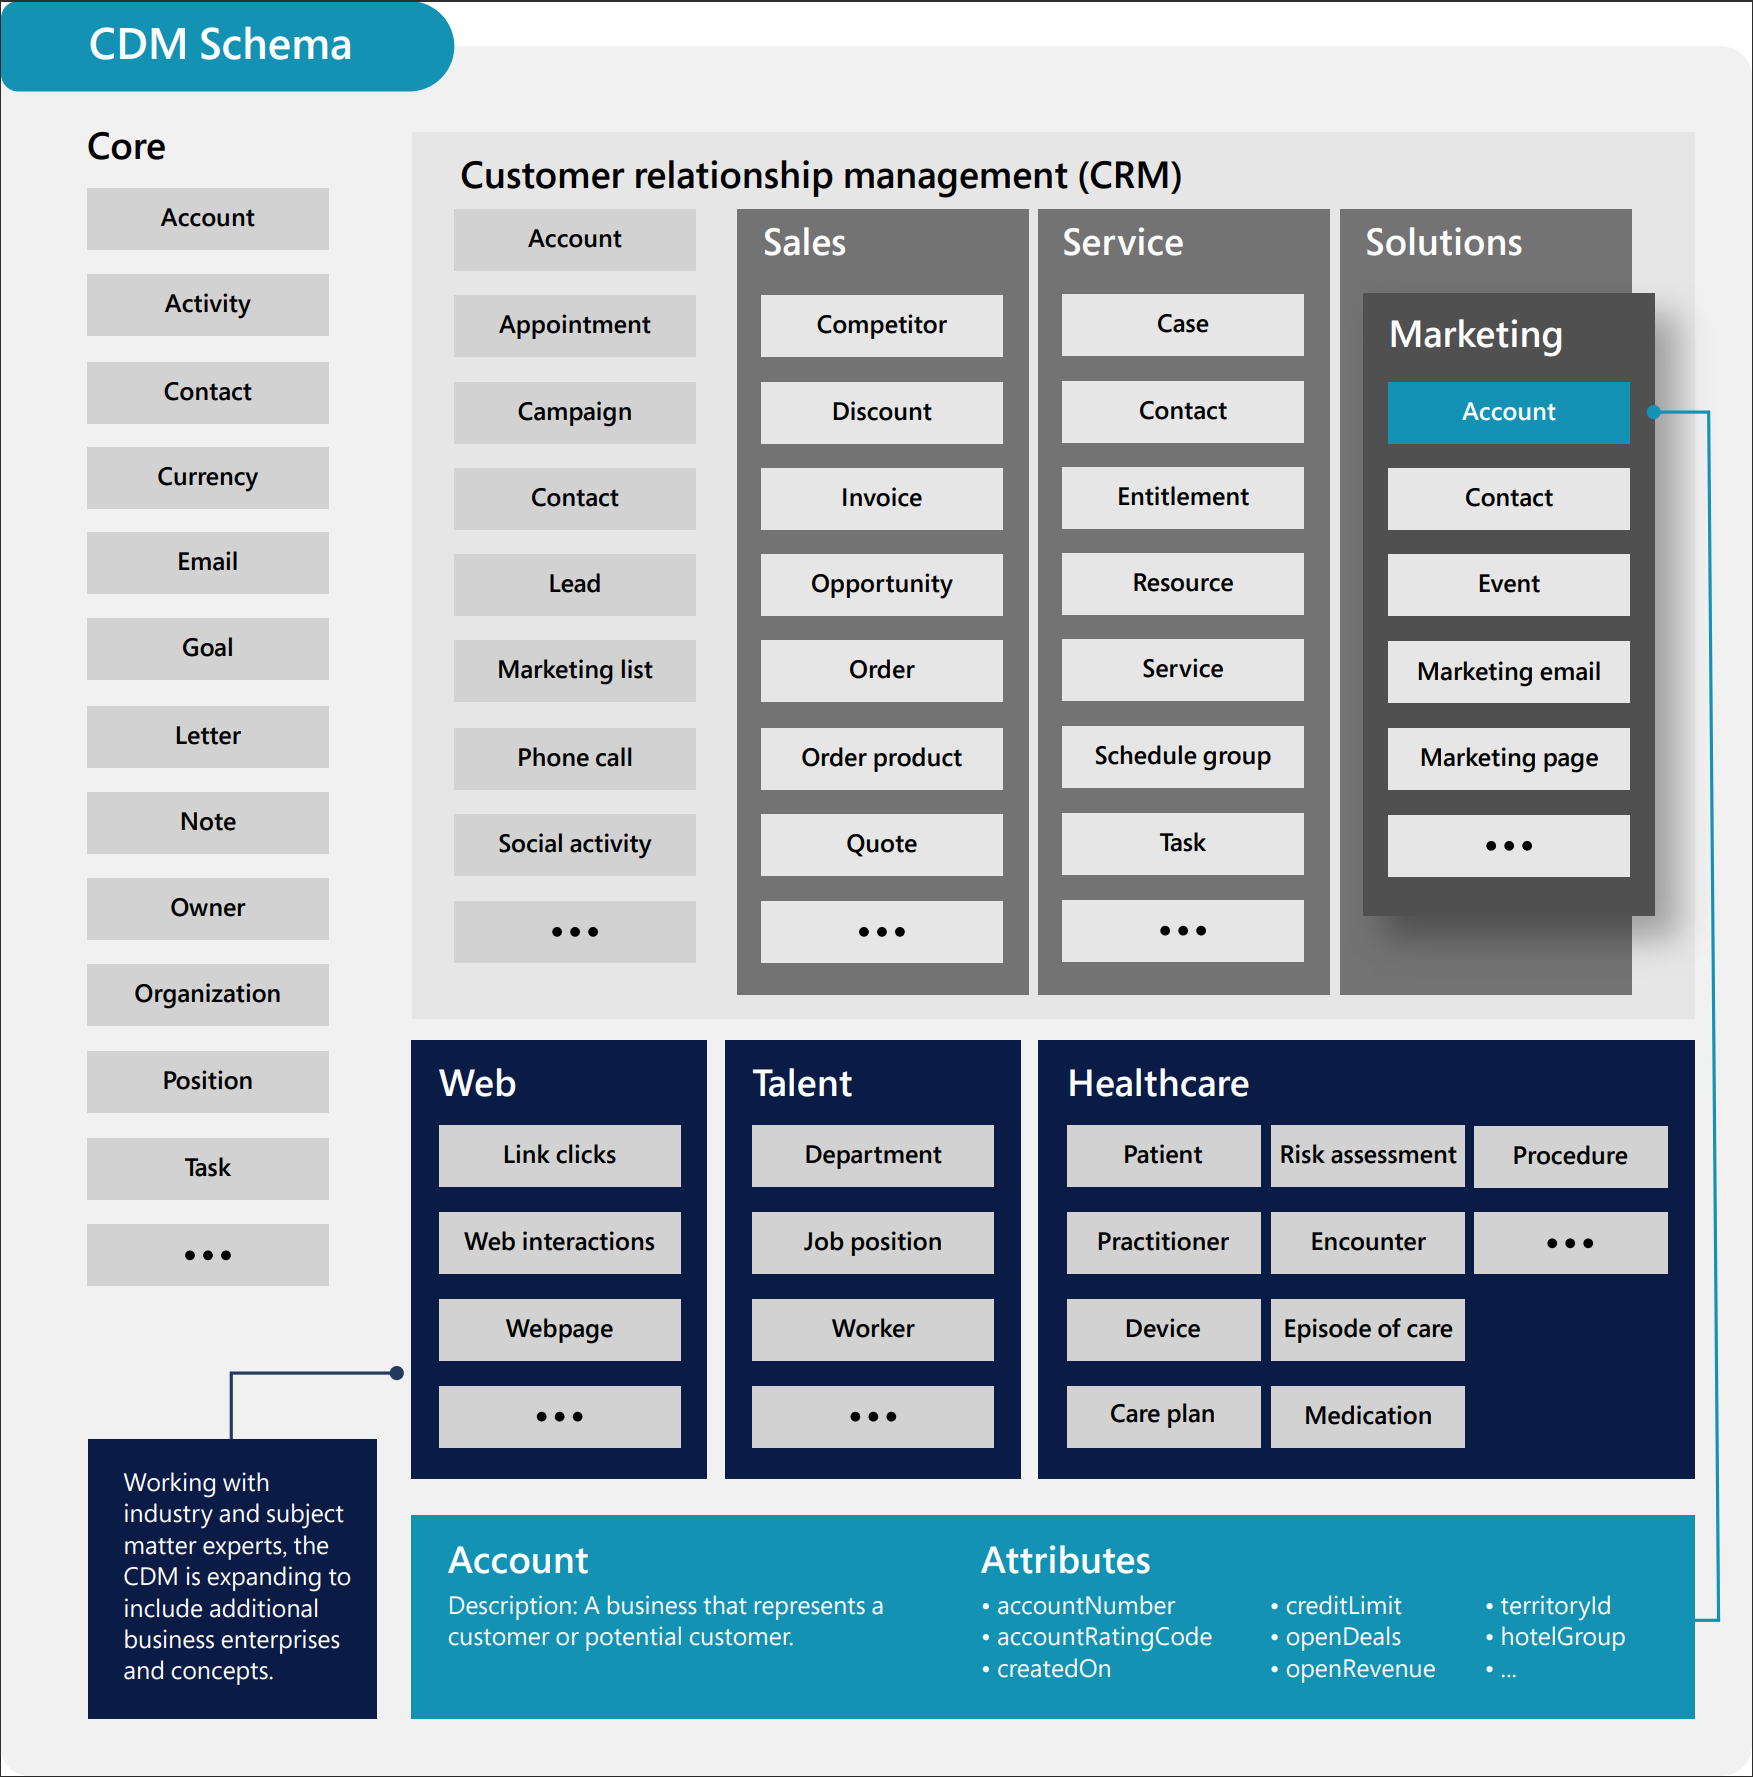 CDM Schema
Core
Account
Activity
Contact
Currency
Email
Goal
Letter
Note
Owner
Organization
Position
Task
•••
Customer relationship management (CRM)
Account
Appointment
Campaign
Contact
Lead
Marketing list
Phone call
Social activity
•••
Sales
Competitor
Discount
Invoice
Opportunity
Order
Order product
Quote
•••
Service
Case
Contact
Entitlement
Resource
Service
Schedule group
Task
•••
Solutions
Marketing
Account
Contact
Event
Marketing email
Marketing page
•••
Web
Link clicks
Web interactions
Webpage
•••
Talent
Department
Job position
Worker
•••
Healthcare
Patient
Practitioner
Device
Care plan
Risk assessment
Encounter
Episode of care
Medication
Procedure
•••
Working with
industry and subject
matter experts, the
CDM is expanding to
include additional
business enterprises
and concepts.
Account
Description: A business that represents a
customer or potential customer.
Attributes
• accountNumber
• accountRatingCode
• createdOn
• creditLimit
• openDeals
• openRevenue
• territoryId
• hotelGroup
• ...